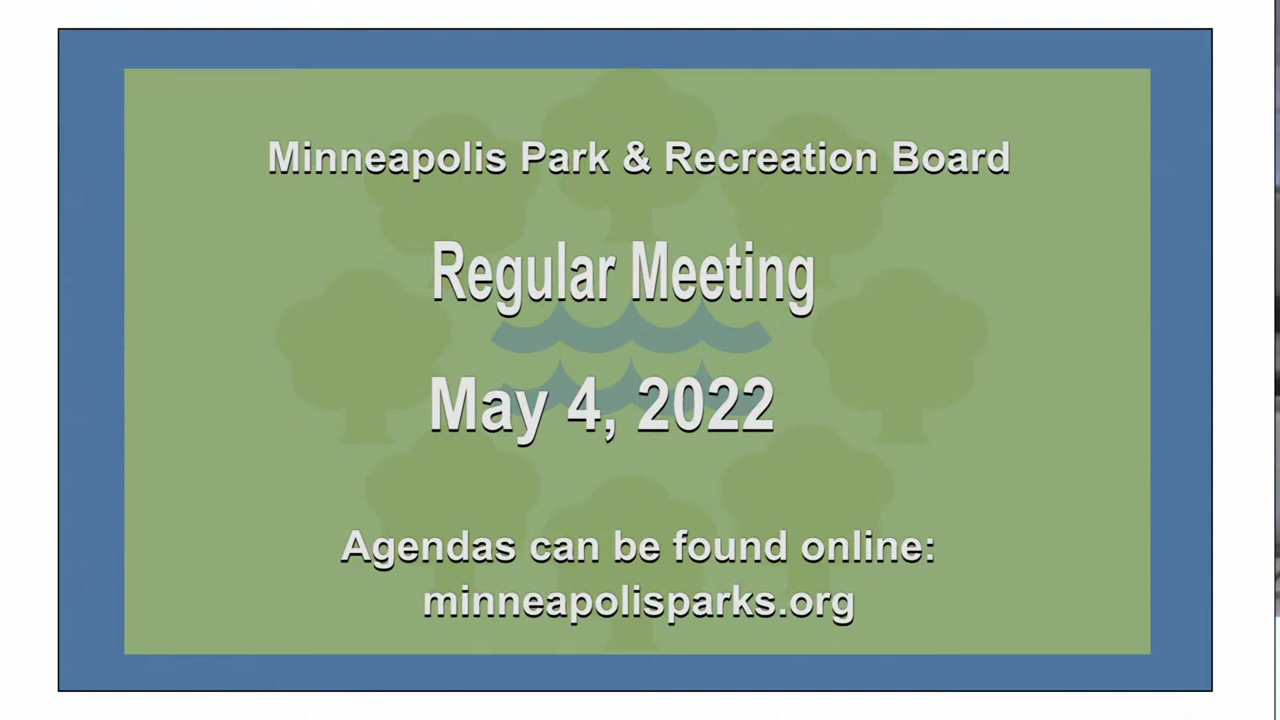 Minneapolis Park & Recreation Board
Regular Meeting
May 4, 2022
Agendas can be found online:
minneapolisparks.org